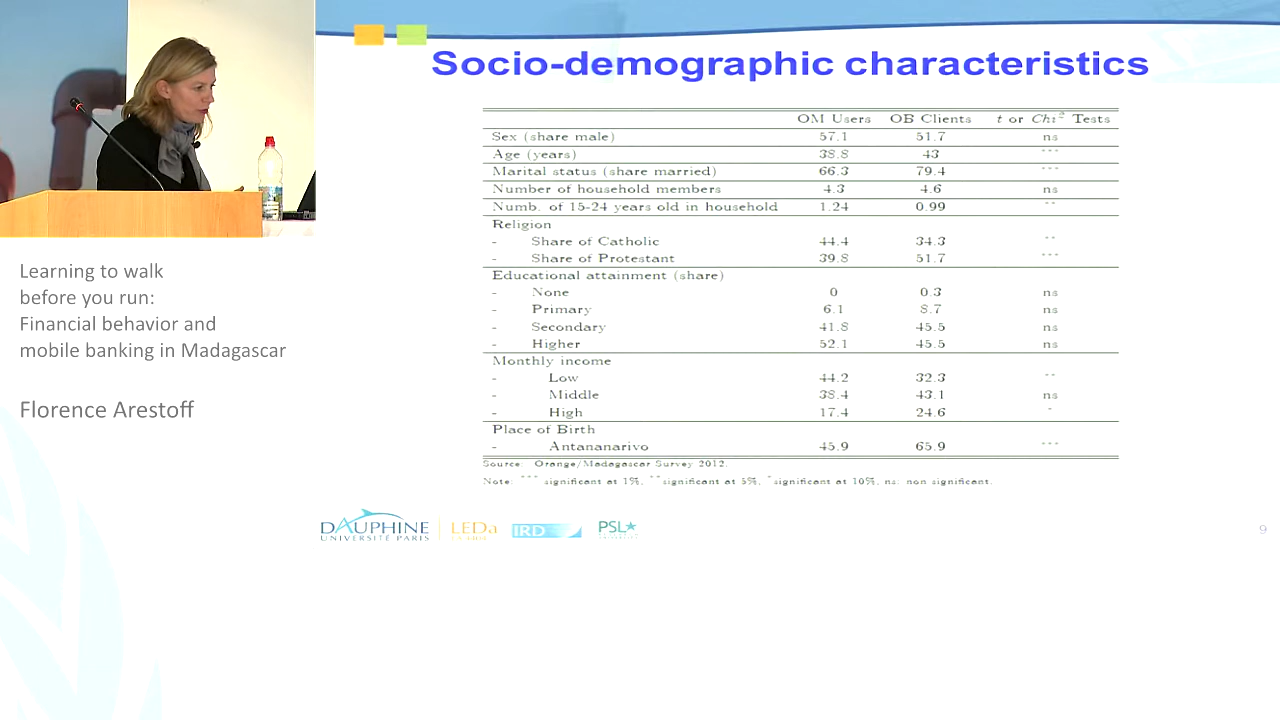 Socio-demographic characteristics
OM Users OB Clients t or Chi² Tests
Sex (share male) 57.1 51.7 ns
Age (years) 38.8 43 ***
Marital status (share married) 66.3 79.4 ***
Number of household members 4.3 4.6 ns
Numb. of 15-24 years old in household 1.24 0.99 **
Religion
- Share of Catholic 44.4 34.3 **
- Share of Protestant 39.8 51.7 ***
Educational attainment (share)
- None 0 0.3 ns
- Primary 6.1 8.7 ns
- Secondary 41.8 45.5 ns
- Higher 52.1 45.5 ns
Monthly income
- Low 44.2 32.3 **
- Middle 38.4 43.1 ns
- High 17.4 24.6 *
Place of Birth
- Antananarivo 45.9 65.9 ***
Source: Orange/Madagascar Survey 2012.
Note: *** significant at 1%, ** significant at 5%, * significant at 10%, ns: non significant.
Learning to walk
before you run:
Financial behavior and
mobile banking in Madagascar
Florence Arestoff
DAUPHINE
UNIVERSITÉ PARIS
LEDa
IRD
PSL★
9